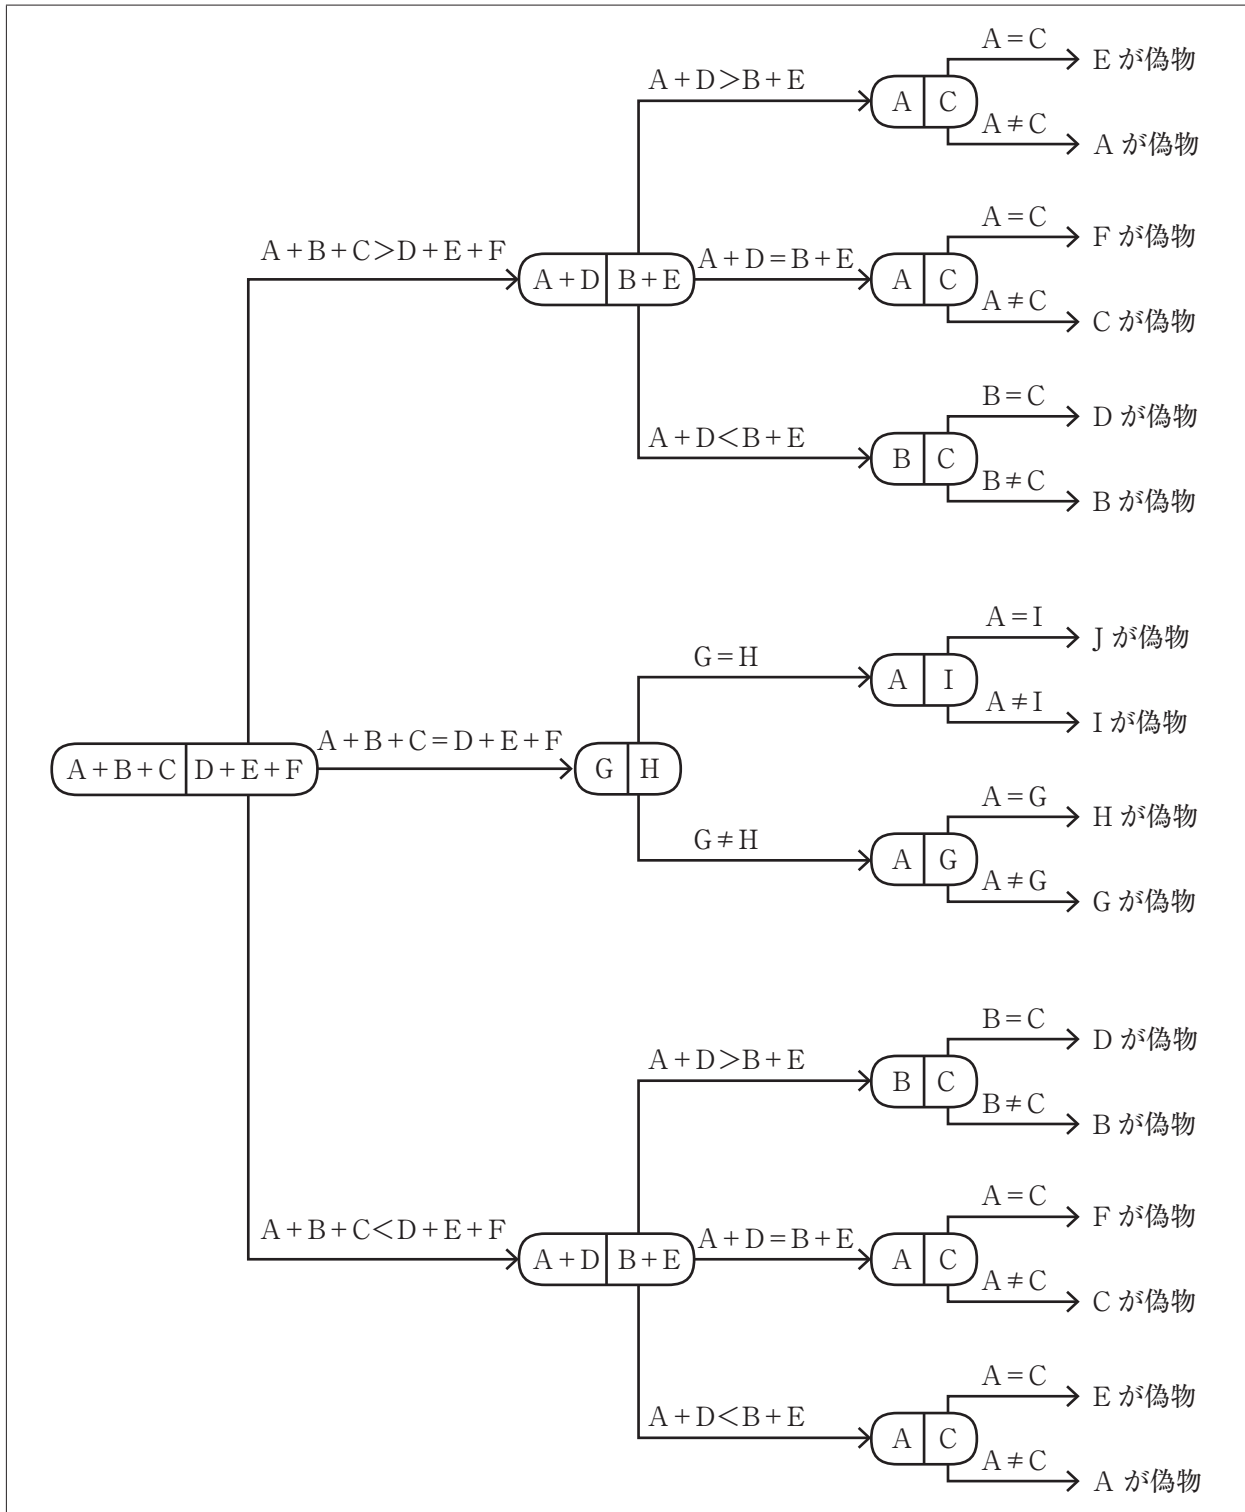 A=C
E が偽物
A+D>B+E
A C
A≠C
A が偽物
A=C
F が偽物
A+B+C>D+E+F
A+D B+E
A+D=B+E
A C
A≠C
C が偽物
B=C
D が偽物
A+D<B+E
B C
B≠C
B が偽物
A=I
J が偽物
G=H
A I
A≠I
I が偽物
A+B+C D+E+F
A+B+C=D+E+F
G H
A=G
H が偽物
G≠H
A G
A≠G
G が偽物
B=C
D が偽物
A+D>B+E
B C
B≠C
B が偽物
A=C
F が偽物
A+B+C<D+E+F
A+D B+E
A+D=B+E
A C
A≠C
C が偽物
A=C
E が偽物
A+D<B+E
A C
A≠C
A が偽物